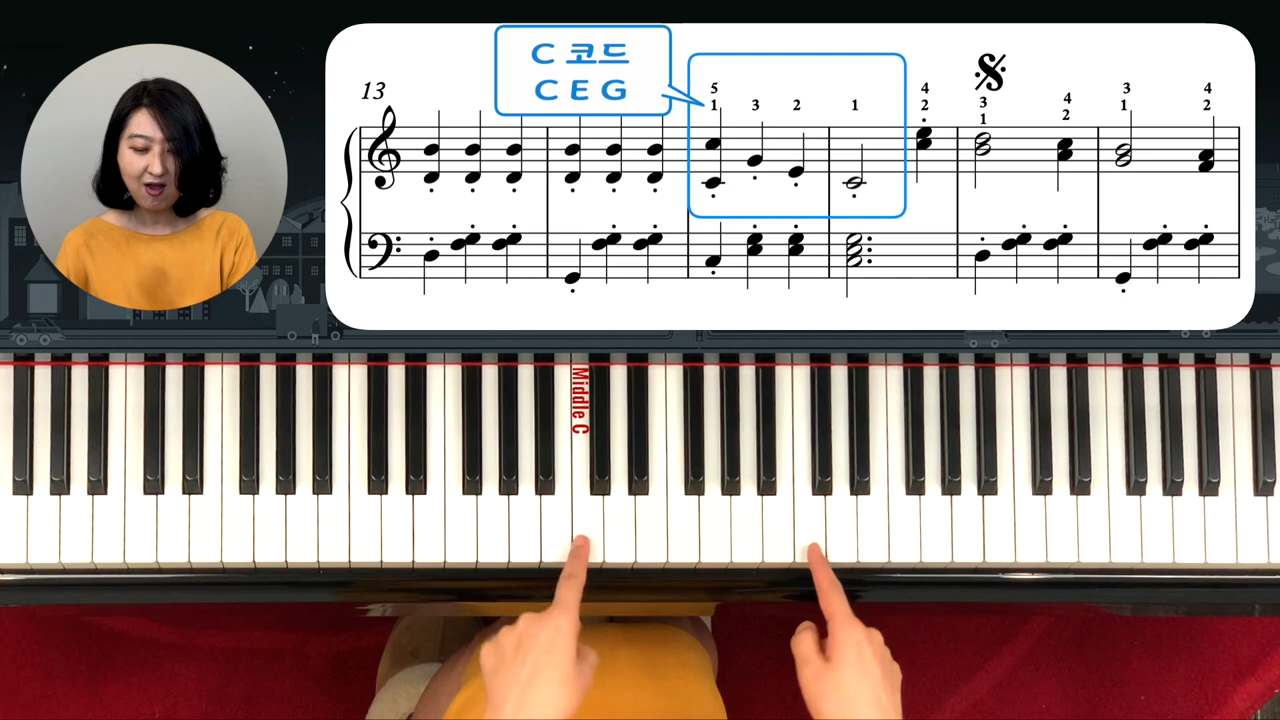 C 코드
C E G
13
5 4 3 4 3 4
1 3 2 1 2 1 2 1 2
Middle C